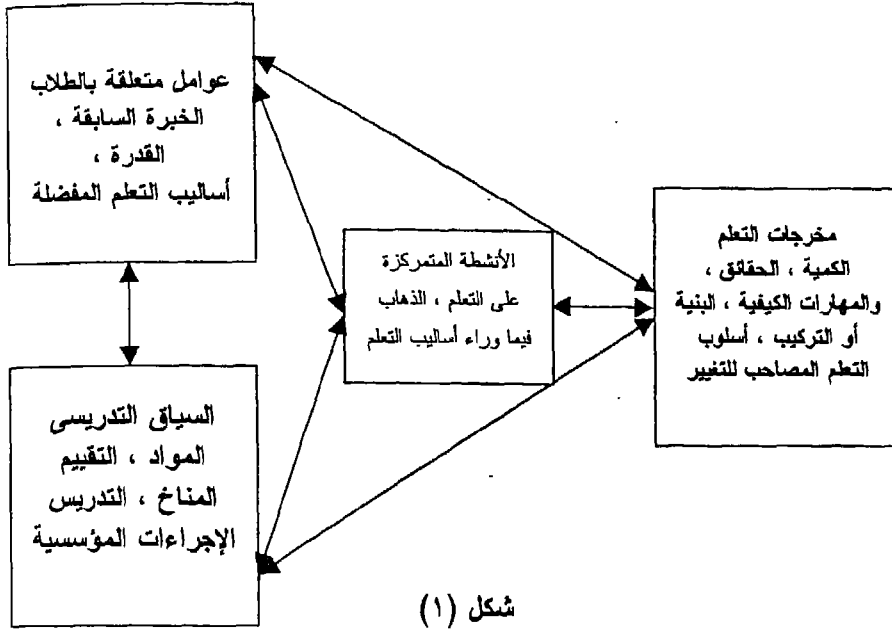 عوامل متعلقة بالطلاب
الخبرة السابقة ،
القدرة ،
أساليب التعلم المفضلة
الأنشطة المتمركزة
على التعلم ، الذهاب
فيما وراء أساليب التعلم
مخرجات التعلم
الكمية ، الحقائق ،
والمهارات الكيفية ، البنية
أو التركيب ، أسلوب
التعلم المصاحب للتغيير
السياق التدريسى
المواد ، التقييم
المناخ ، التدريس
الإجراءات المؤسسية
شكل (١)